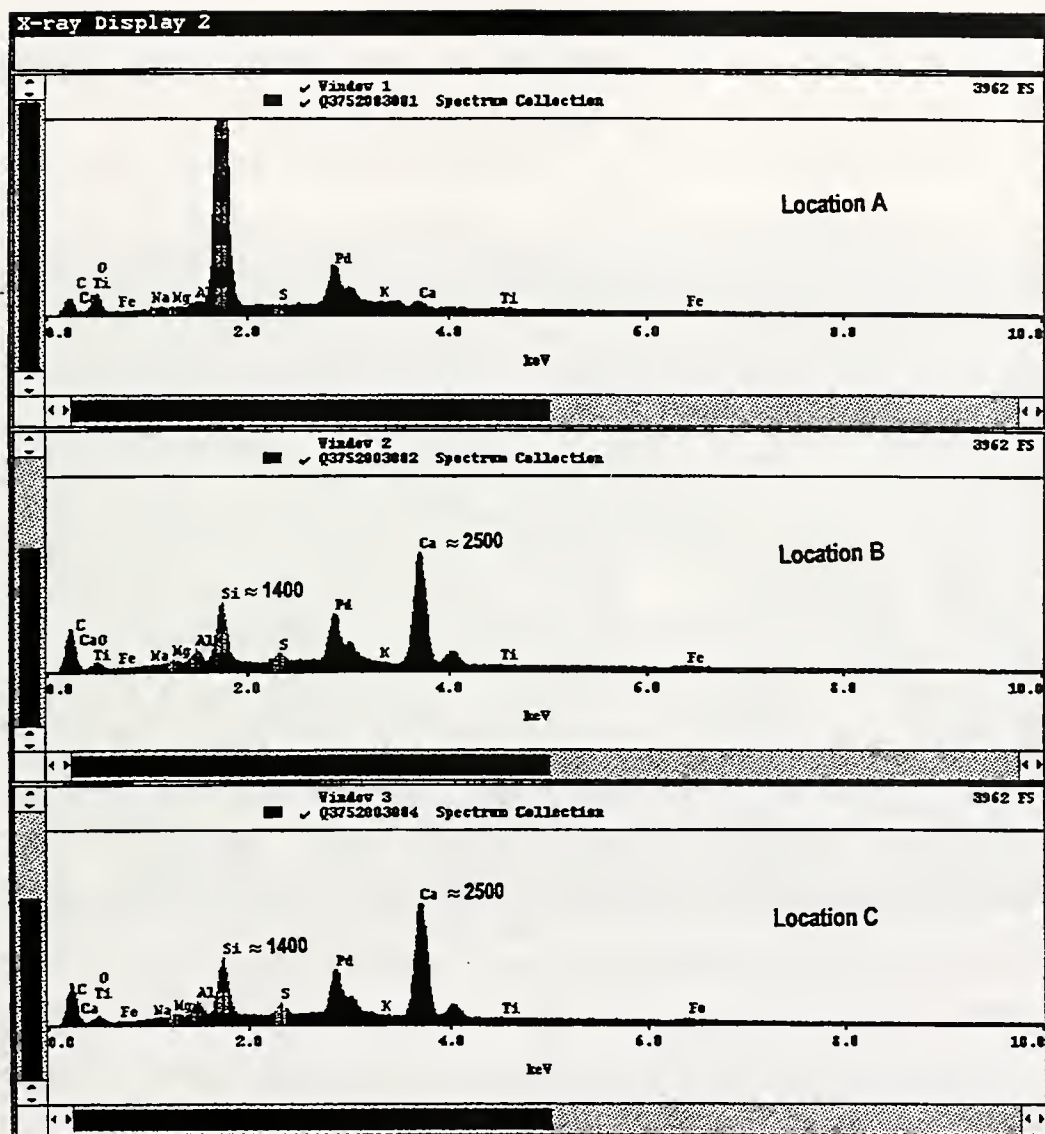 X-ray Display 2
✓ Window 1
✓ Q3752003001 Spectrum Collection
3962 FS
Location A
O
C Ti
Ca Fe Na Mg Al S Pd K Ca Ti Fe
0.0 2.0 4.0 6.0 8.0 10.0
keV
Window 2
✓ Q3752003002 Spectrum Collection
3962 FS
Ca ≈ 2500
Location B
Si ≈ 1400
Pd
C
Ca O
Ti Fe Na Mg Al S K Ti Fe
0.0 2.0 4.0 6.0 8.0 10.0
keV
Window 3
✓ Q3752003004 Spectrum Collection
3962 FS
Ca ≈ 2500
Location C
Si ≈ 1400
Pd
O
C Ti
Ca Fe Na Mg Al S K Ti Fe
0.0 2.0 4.0 6.0 8.0 10.0
keV